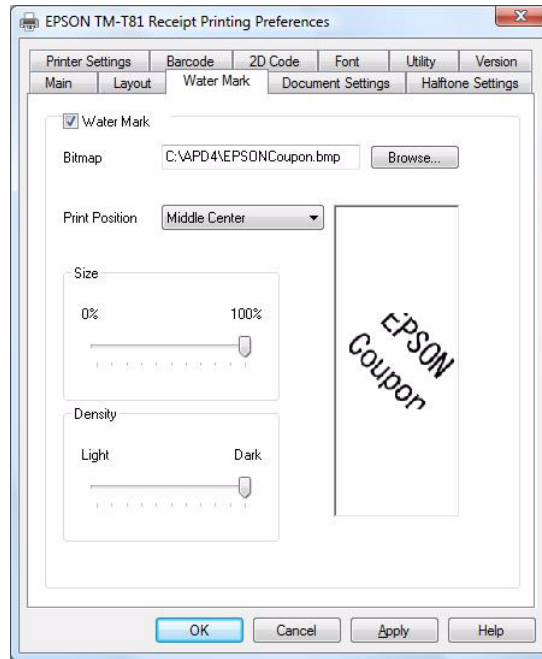 EPSON TM-T81 Receipt Printing Preferences
Printer Settings Barcode 2D Code Font Utility Version
Main Layout Water Mark Document Settings Halftone Settings
Water Mark
Bitmap C:\APD4\EPSONCoupon.bmp Browse...
Print Position Middle Center
Size
0% 100%
EPSON
Coupon
Density
Light Dark
OK Cancel Apply Help